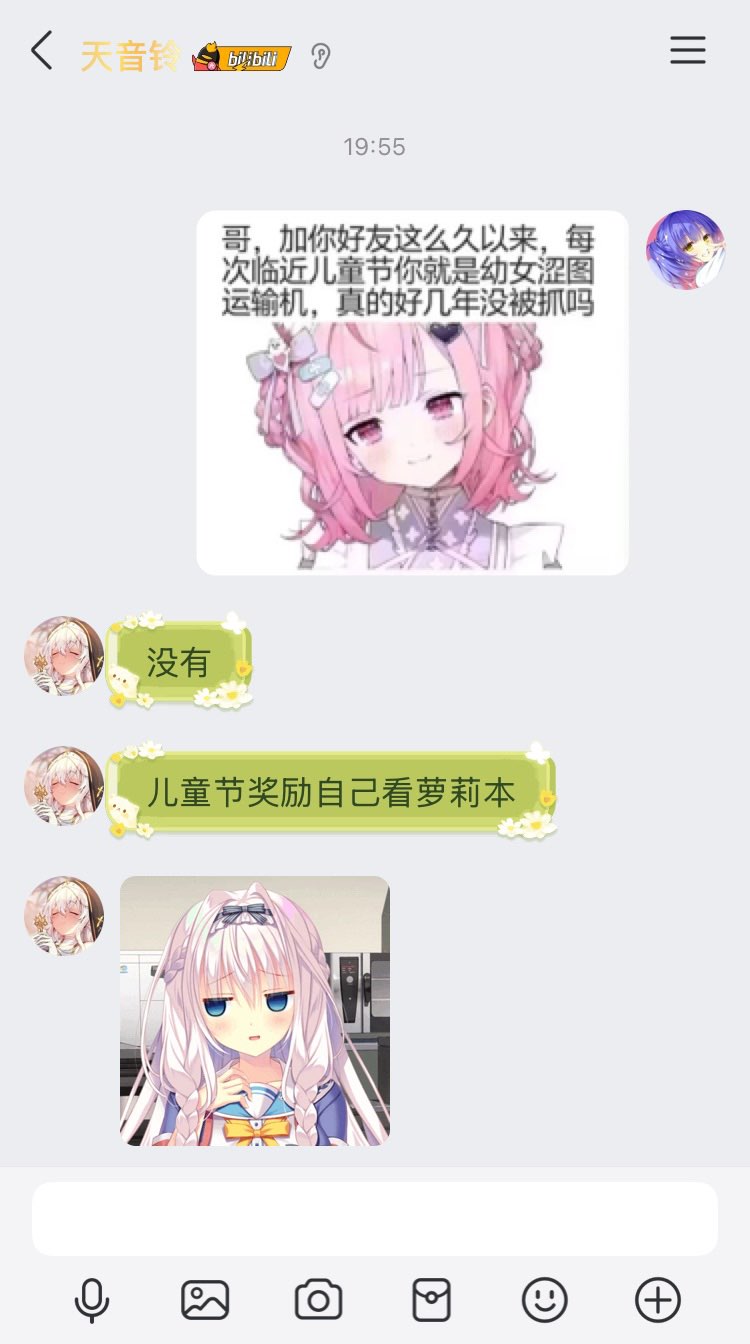 天音铃 bilibili
19:55
哥，加你好友这么久以来，每
次临近儿童节你就是幼女涩图
运输机，真的好几年没被抓吗
没有
儿童节奖励自己看萝莉本